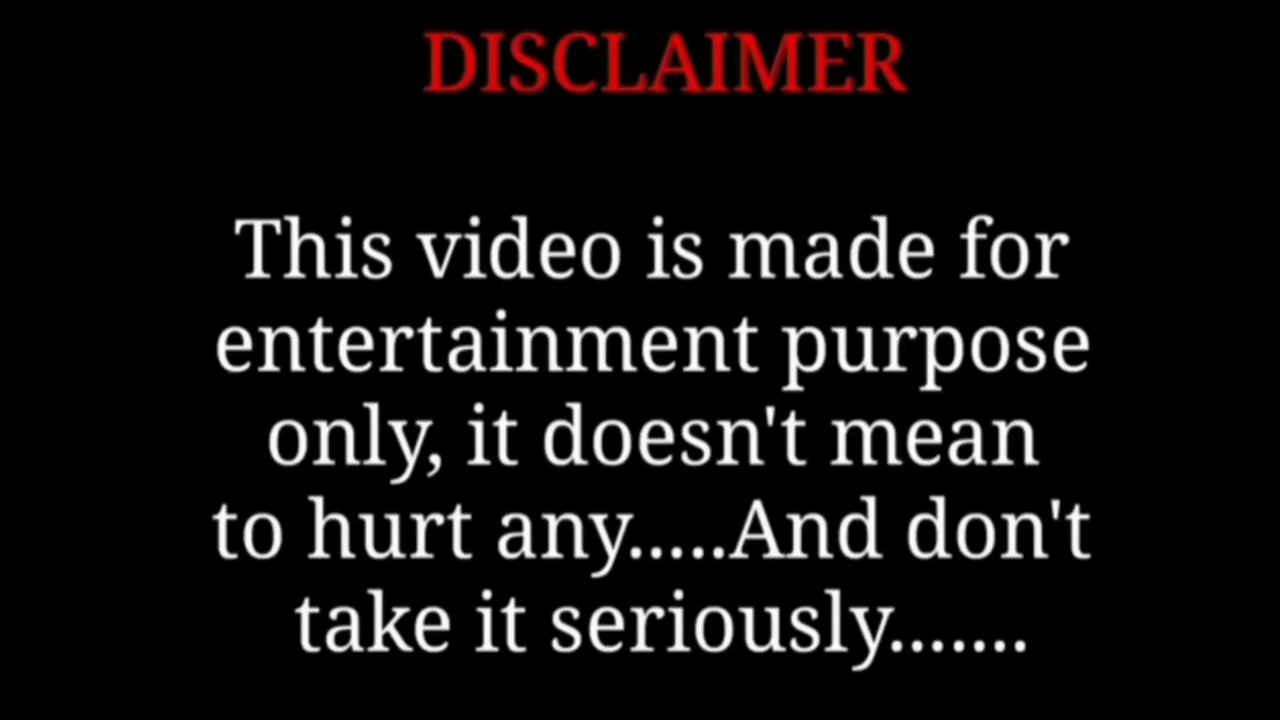 DISCLAIMER
This video is made for
entertainment purpose
only, it doesn't mean
to hurt any.....And don't
take it seriously.......